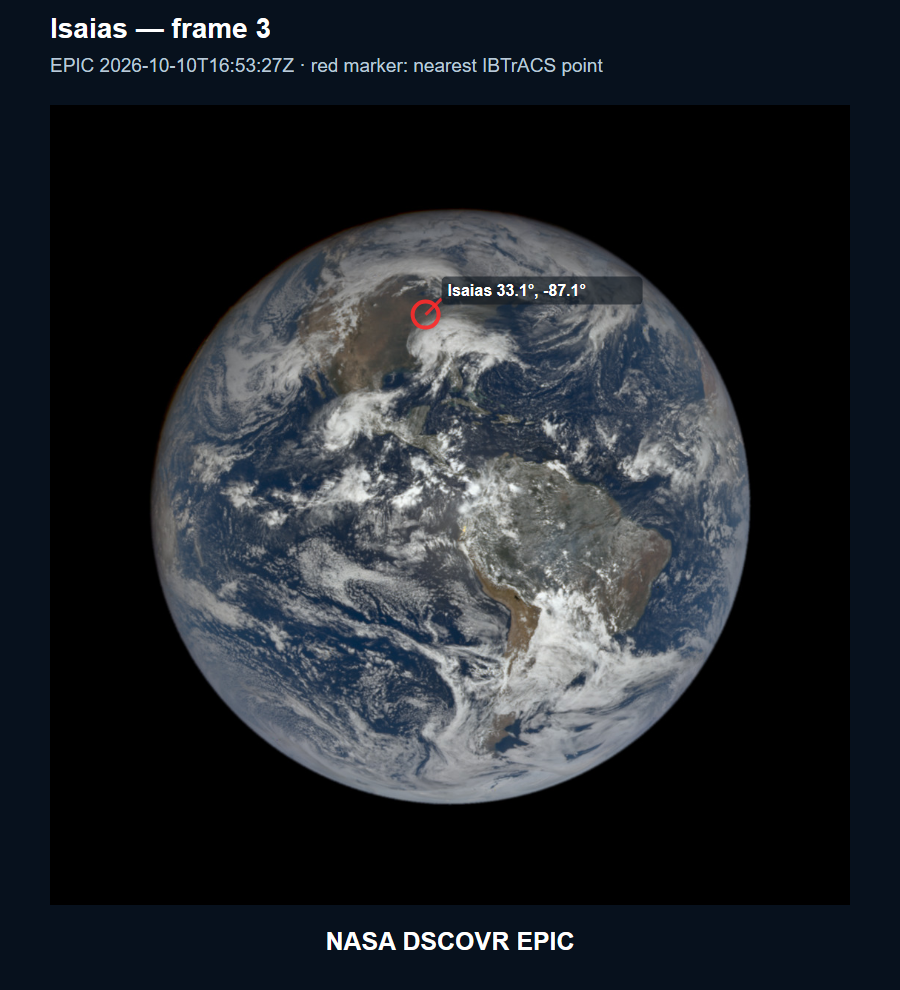 Isaias — frame 3
EPIC 2026-10-10T16:53:27Z · red marker: nearest IBTrACS point
Isaias 33.1°, -87.1°
NASA DSCOVR EPIC